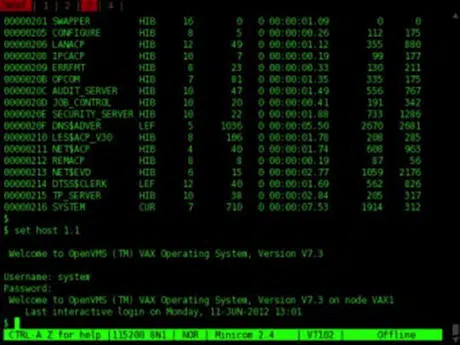 1 | 2 | 3 | 4 |
00000201 SWAPPER HIB 16 0 0 00:00:01.09 0 0
00000205 CONFIGURE HIB 8 5 0 00:00:00.26 112 175
00000206 LANACP HIB 12 49 0 00:00:01.12 355 880
00000208 IPCACP HIB 10 7 0 00:00:00.19 99 177
00000209 ERRFMT HIB 8 23 0 00:00:00.33 130 211
0000020B OPCOM HIB 7 81 0 00:00:01.35 335 175
0000020C AUDIT_SERVER HIB 10 49 0 00:00:01.49 556 767
0000020D JOB_CONTROL HIB 10 20 0 00:00:00.41 191 342
0000020E SECURITY_SERVER HIB 10 22 0 00:00:01.88 733 1286
0000020F DNS$ADVER LEF 5 1036 0 00:00:05.50 2670 2681
00000210 LES$ACP_V30 HIB 8 106 0 00:00:01.78 208 285
00000211 NET$ACP HIB 4 40 0 00:00:01.74 608 963
00000212 REMACP HIB 8 8 0 00:00:00.19 87 56
00000213 NET$EVD HIB 6 15 0 00:00:02.77 1059 2176
00000214 DTSS$CLERK LEF 12 40 0 00:00:01.69 562 826
00000215 TP_SERVER HIB 10 38 0 00:00:02.84 205 317
00000216 SYSTEM CUR 7 710 0 00:00:07.53 1914 312
$
$ set host 1.1
Welcome to OpenVMS (TM) VAX Operating System, Version V7.3
Username: system
Password:
Welcome to OpenVMS (TM) VAX Operating System, Version V7.3 on node VAX1
Last interactive login on Monday, 11-JUN-2012 13:01
$
CTRL-A Z for help |115200 8N1 | NOR | Minicom 2.4 | VT102 | Offline